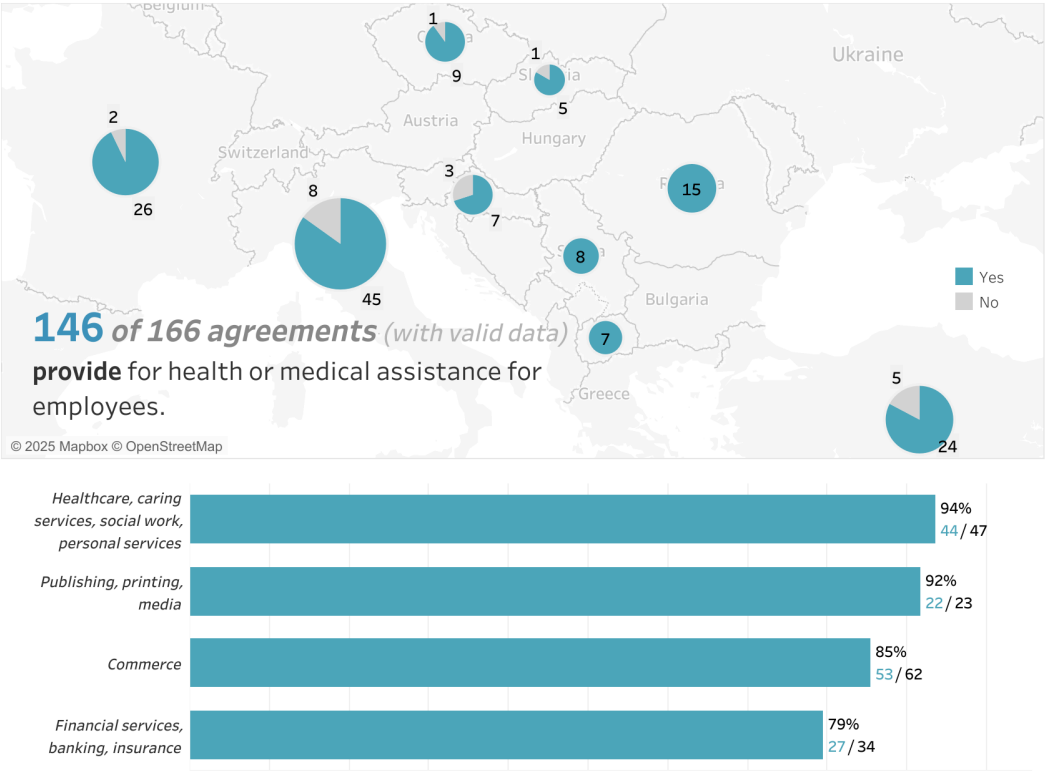 Belgium
1
9
1
5
Ukraine
2
26
Austria
Hungary
Switzerland
3
7
8
45
15
8
Yes
No
Bulgaria
7
146 of 166 agreements (with valid data)
provide for health or medical assistance for
employees.
Greece
5
24
© 2025 Mapbox © OpenStreetMap
Healthcare, caring
services, social work,
personal services
94%
44 / 47
Publishing, printing,
media
92%
22 / 23
Commerce
85%
53 / 62
Financial services,
banking, insurance
79%
27 / 34